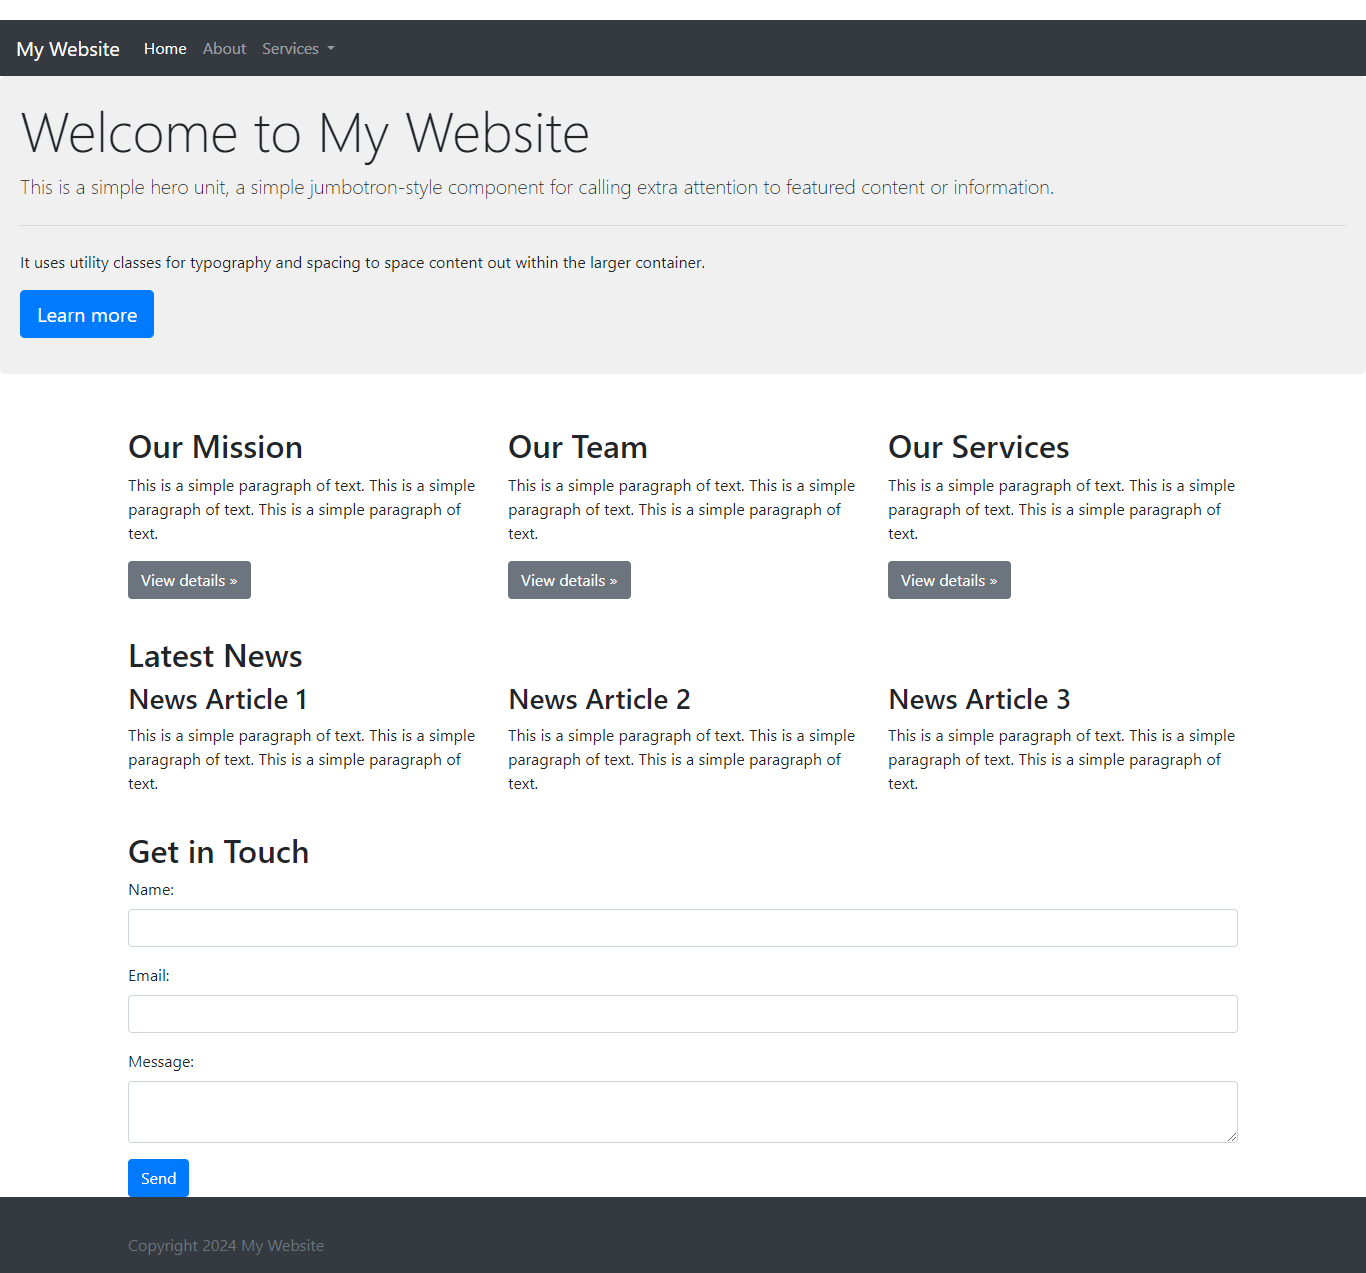 My Website Home About Services
Welcome to My Website
This is a simple hero unit, a simple jumbotron-style component for calling extra attention to featured content or information.
It uses utility classes for typography and spacing to space content out within the larger container.
Learn more
Our Mission
This is a simple paragraph of text. This is a simple
paragraph of text. This is a simple paragraph of
text.
View details »
Our Team
This is a simple paragraph of text. This is a simple
paragraph of text. This is a simple paragraph of
text.
View details »
Our Services
This is a simple paragraph of text. This is a simple
paragraph of text. This is a simple paragraph of
text.
View details »
Latest News
News Article 1
This is a simple paragraph of text. This is a simple
paragraph of text. This is a simple paragraph of
text.
News Article 2
This is a simple paragraph of text. This is a simple
paragraph of text. This is a simple paragraph of
text.
News Article 3
This is a simple paragraph of text. This is a simple
paragraph of text. This is a simple paragraph of
text.
Get in Touch
Name:
Email:
Message:
Send
Copyright 2024 My Website